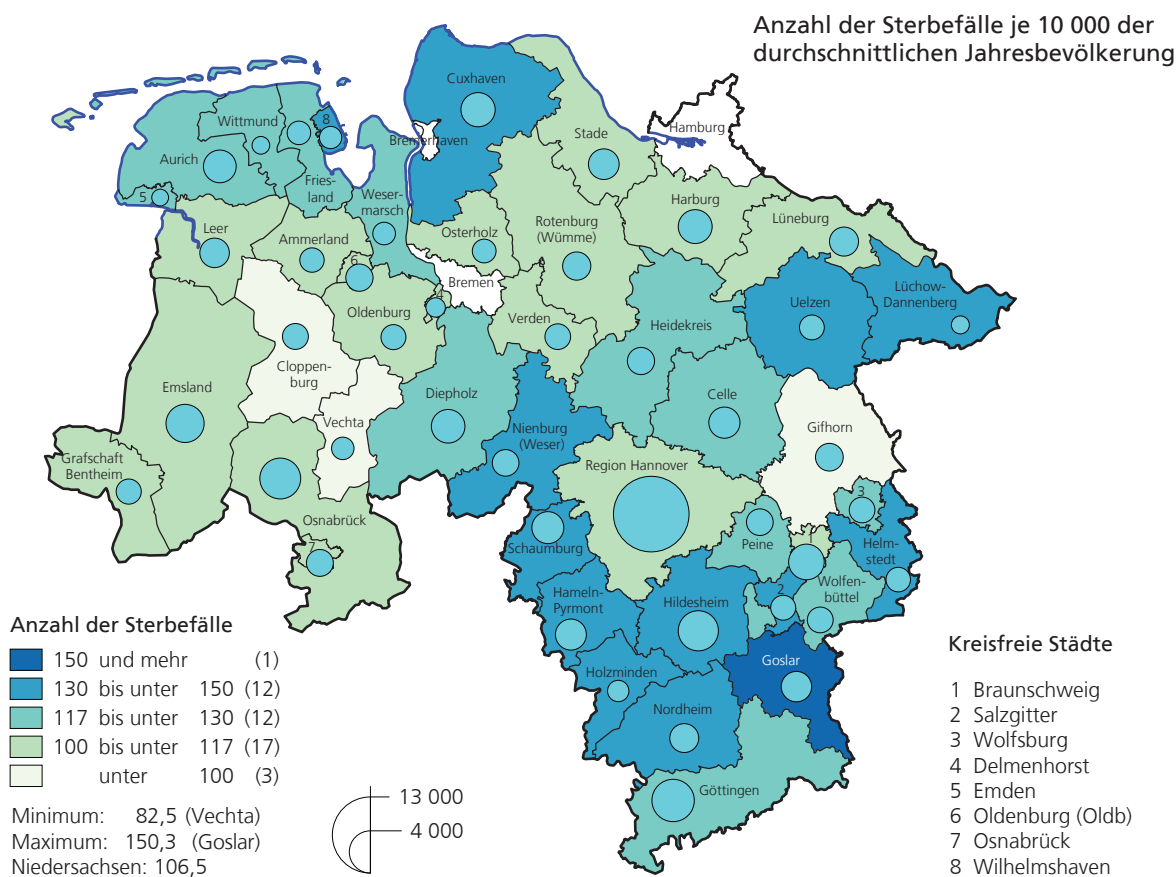 Anzahl der Sterbefälle je 10 000 der
durchschnittlichen Jahresbevölkerung
Cuxhaven
Wittmund
8
Hamburg
Bremerhaven
Stade
Aurich
5
Fries-
land
Weser-
marsch
Leer
Ammerland
Osterholz
Rotenburg
(Wümme)
Harburg
Lüneburg
6
Bremen
4
Oldenburg
Verden
Heidekreis
Uelzen
Lüchow-
Dannenberg
Cloppen-
burg
Emsland
Vechta
Diepholz
Celle
Nienburg
(Weser)
Gifhorn
Grafschaft
Bentheim
Region Hannover
3
Osnabrück
7
Schaumburg
Peine
1
Helm-
stedt
Hameln-
Pyrmont
Hildesheim
2
Wolfen-
büttel
Holzminden
Goslar
Nordheim
Göttingen
Anzahl der Sterbefälle
150 und mehr (1)
130 bis unter 150 (12)
117 bis unter 130 (12)
100 bis unter 117 (17)
unter 100 (3)
Minimum: 82,5 (Vechta)
Maximum: 150,3 (Goslar)
Niedersachsen: 106,5
13 000
4 000
Kreisfreie Städte
1 Braunschweig
2 Salzgitter
3 Wolfsburg
4 Delmenhorst
5 Emden
6 Oldenburg (Oldb)
7 Osnabrück
8 Wilhelmshaven